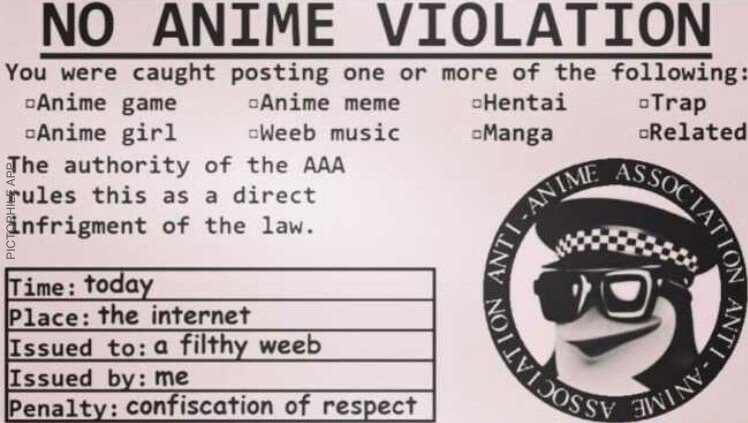 NO ANIME VIOLATION
You were caught posting one or more of the following:
▫Anime game ▫Anime meme ▫Hentai ▫Trap
▫Anime girl ▫Weeb music ▫Manga ▫Related
The authority of the AAA
rules this as a direct
infrigment of the law.
Time: today
Place: the internet
Issued to: a filthy weeb
Issued by: me
Penalty: confiscation of respect
ANTI-ANIME ASSOCIATION ANTI-ANIME ASSOCIATION
PICTOPHILE APP